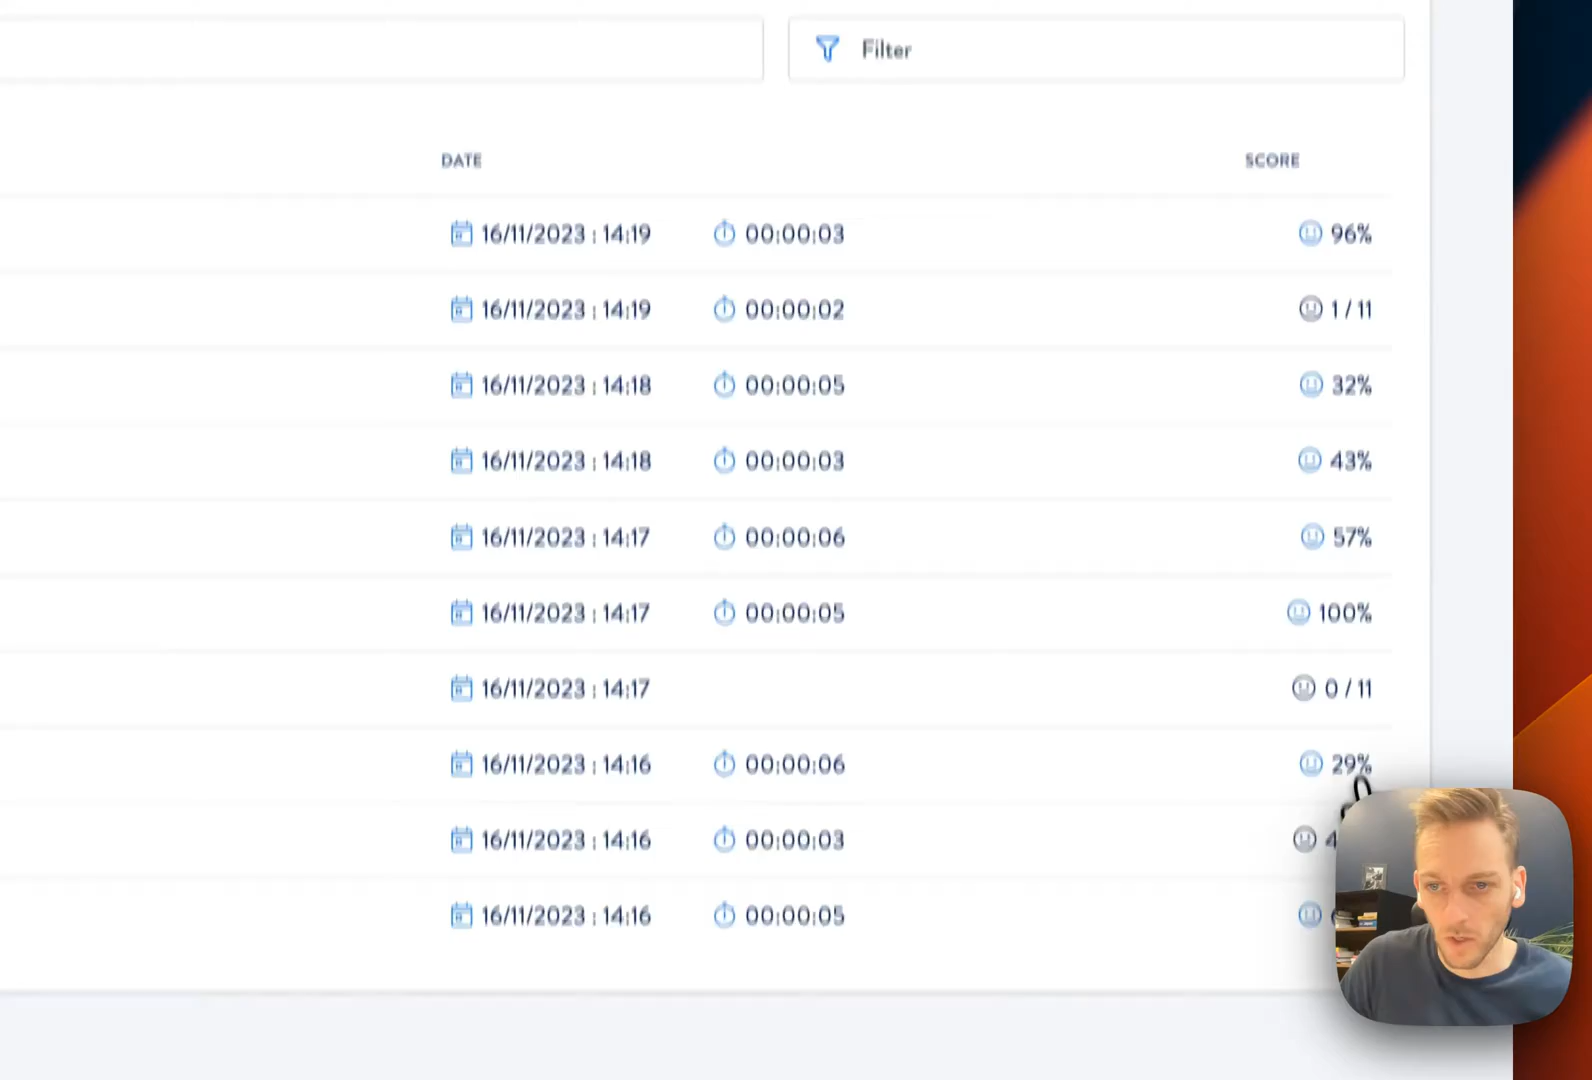 Filter
DATE SCORE
16/11/2023 : 14:19 00:00:03 96%
16/11/2023 : 14:19 00:00:02 1 / 11
16/11/2023 : 14:18 00:00:05 32%
16/11/2023 : 14:18 00:00:03 43%
16/11/2023 : 14:17 00:00:06 57%
16/11/2023 : 14:17 00:00:05 100%
16/11/2023 : 14:17 0 / 11
16/11/2023 : 14:16 00:00:06 29%
16/11/2023 : 14:16 00:00:03
16/11/2023 : 14:16 00:00:05